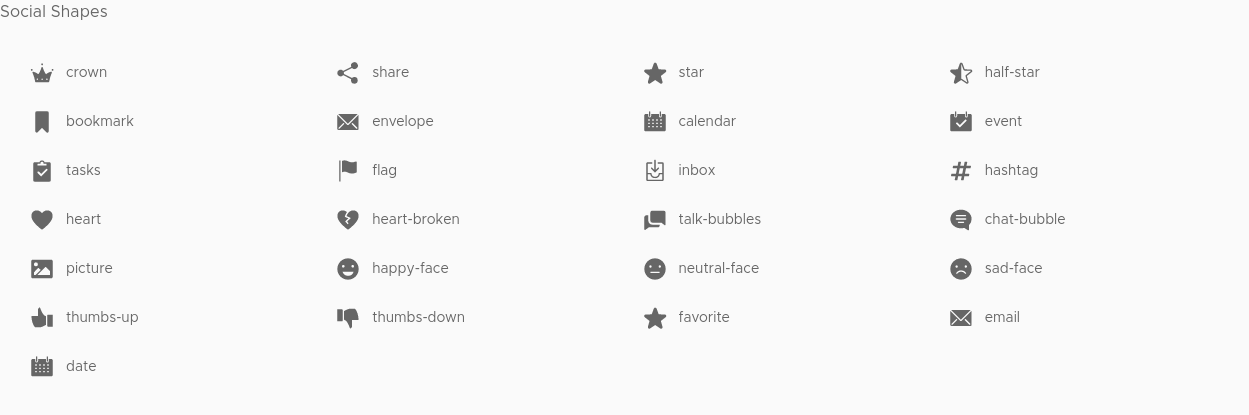 Social Shapes
crown
share
star
half-star
bookmark
envelope
calendar
event
tasks
flag
inbox
hashtag
heart
heart-broken
talk-bubbles
chat-bubble
picture
happy-face
neutral-face
sad-face
thumbs-up
thumbs-down
favorite
email
date